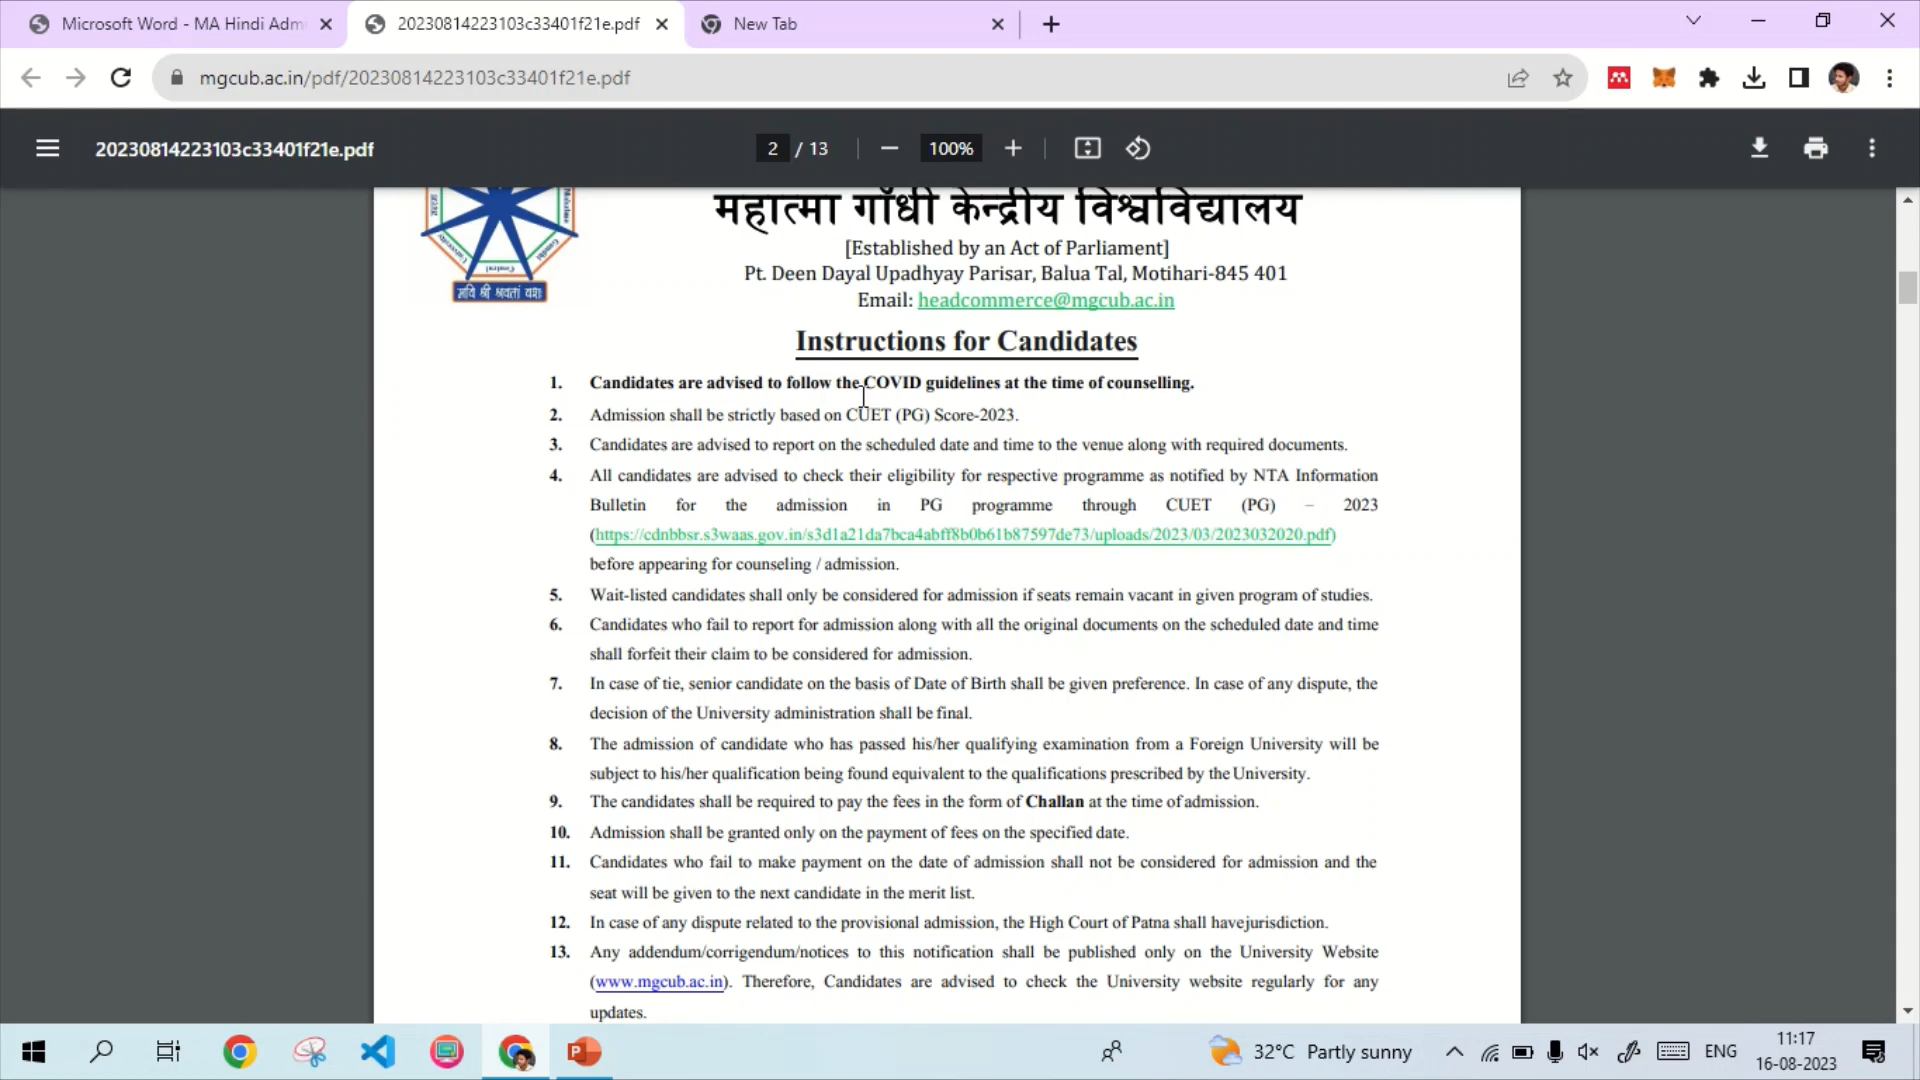 Microsoft Word - MA Hindi Adm
20230814223103c33401f21e.pdf
New Tab
mgcub.ac.in/pdf/20230814223103c33401f21e.pdf
20230814223103c33401f21e.pdf
2 / 13
100%
महात्मा गाँधी केन्द्रीय विश्वविद्यालय
[Established by an Act of Parliament]
Pt. Deen Dayal Upadhyay Parisar, Balua Tal, Motihari-845 401
Email: headcommerce@mgcub.ac.in
Instructions for Candidates
1. Candidates are advised to follow the COVID guidelines at the time of counselling.
2. Admission shall be strictly based on CUET (PG) Score-2023.
3. Candidates are advised to report on the scheduled date and time to the venue along with required documents.
4. All candidates are advised to check their eligibility for respective programme as notified by NTA Information
Bulletin for the admission in PG programme through CUET (PG) – 2023
(https://cdnbbsr.s3waas.gov.in/s3d1a21da7bca4abff8b0b61b87597de73/uploads/2023/03/2023032020.pdf)
before appearing for counseling / admission.
5. Wait-listed candidates shall only be considered for admission if seats remain vacant in given program of studies.
6. Candidates who fail to report for admission along with all the original documents on the scheduled date and time
shall forfeit their claim to be considered for admission.
7. In case of tie, senior candidate on the basis of Date of Birth shall be given preference. In case of any dispute, the
decision of the University administration shall be final.
8. The admission of candidate who has passed his/her qualifying examination from a Foreign University will be
subject to his/her qualification being found equivalent to the qualifications prescribed by the University.
9. The candidates shall be required to pay the fees in the form of Challan at the time of admission.
10. Admission shall be granted only on the payment of fees on the specified date.
11. Candidates who fail to make payment on the date of admission shall not be considered for admission and the
seat will be given to the next candidate in the merit list.
12. In case of any dispute related to the provisional admission, the High Court of Patna shall havejurisdiction.
13. Any addendum/corrigendum/notices to this notification shall be published only on the University Website
(www.mgcub.ac.in). Therefore, Candidates are advised to check the University website regularly for any
updates.
32°C Partly sunny
ENG
11:17
16-08-2023